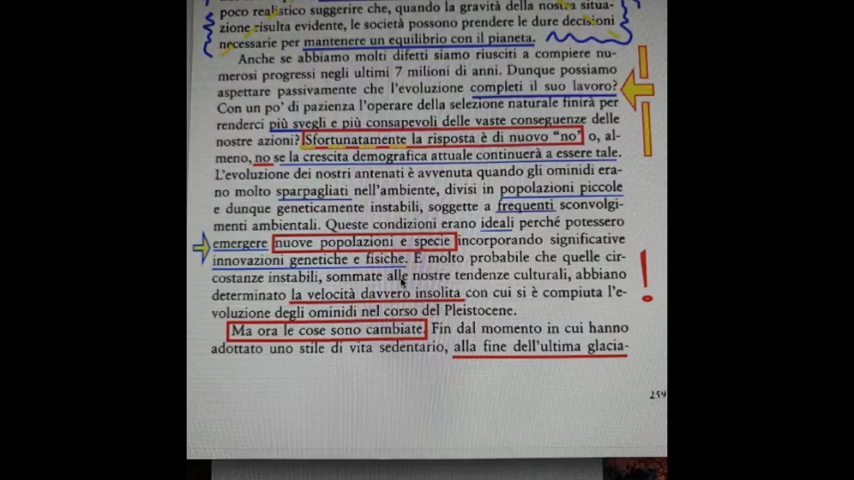 poco realistico suggerire che, quando la gravità della nostra situa-
zione risulta evidente, le società possono prendere le dure decisioni
necessarie per mantenere un equilibrio con il pianeta.
Anche se abbiamo molti difetti siamo riusciti a compiere nu-
merosi progressi negli ultimi 7 milioni di anni. Dunque possiamo
aspettare passivamente che l'evoluzione completi il suo lavoro?
Con un po' di pazienza l'operare della selezione naturale finirà per
renderci più svegli e più consapevoli delle vaste conseguenze delle
nostre azioni? Sfortunatamente la risposta è di nuovo "no" o, al-
meno, no se la crescita demografica attuale continuerà a essere tale.
L'evoluzione dei nostri antenati è avvenuta quando gli ominidi era-
no molto sparpagliati nell'ambiente, divisi in popolazioni piccole
e dunque geneticamente instabili, soggette a frequenti sconvolgi-
menti ambientali. Queste condizioni erano ideali perché potessero
emergere nuove popolazioni e specie incorporando significative
innovazioni genetiche e fisiche. È molto probabile che quelle cir-
costanze instabili, sommate alle nostre tendenze culturali, abbiano
determinato la velocità davvero insolita con cui si è compiuta l'e-
voluzione degli ominidi nel corso del Pleistocene.
Ma ora le cose sono cambiate. Fin dal momento in cui hanno
adottato uno stile di vita sedentario, alla fine dell'ultima glacia-
259